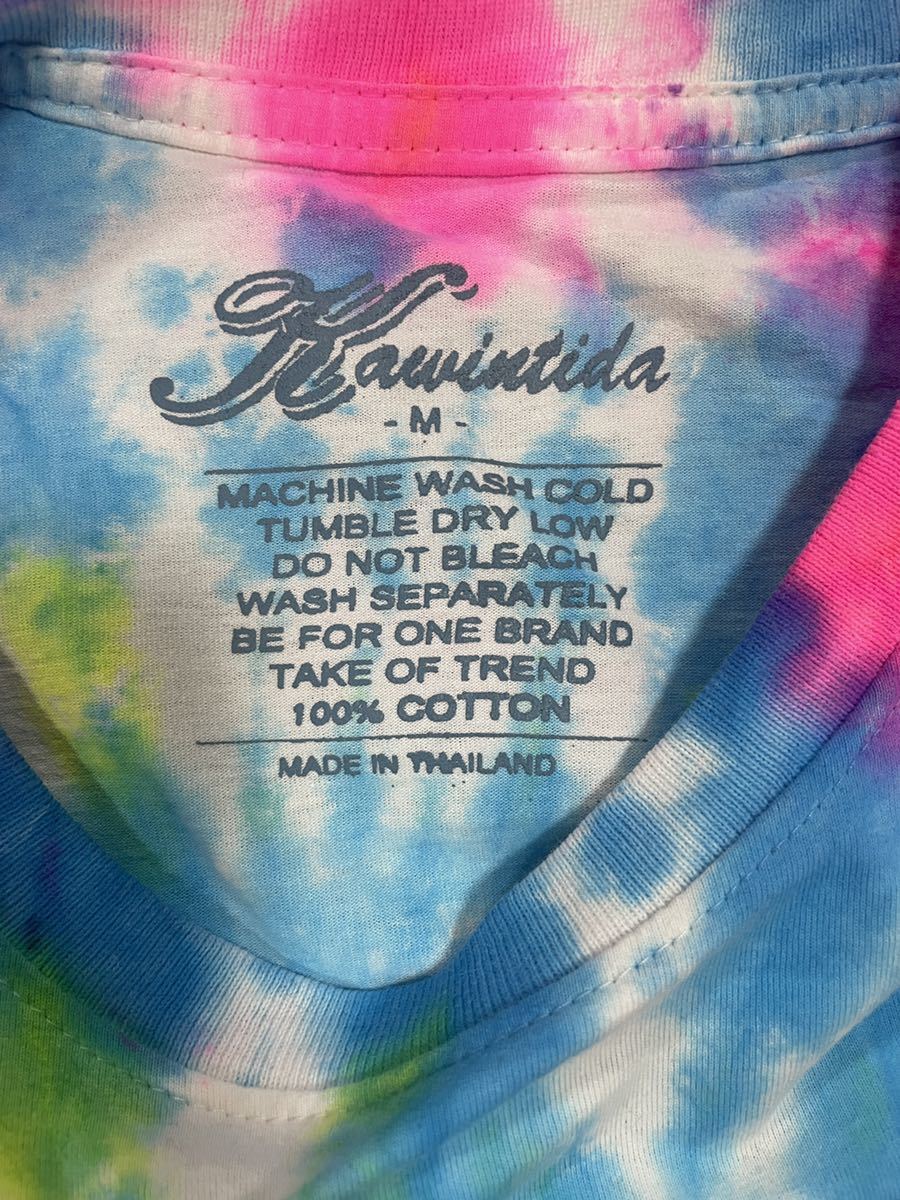 Kawintida
- M -
MACHINE WASH COLD
TUMBLE DRY LOW
DO NOT BLEACH
WASH SEPARATELY
BE FOR ONE BRAND
TAKE OF TREND
100% COTTON
MADE IN THAILAND